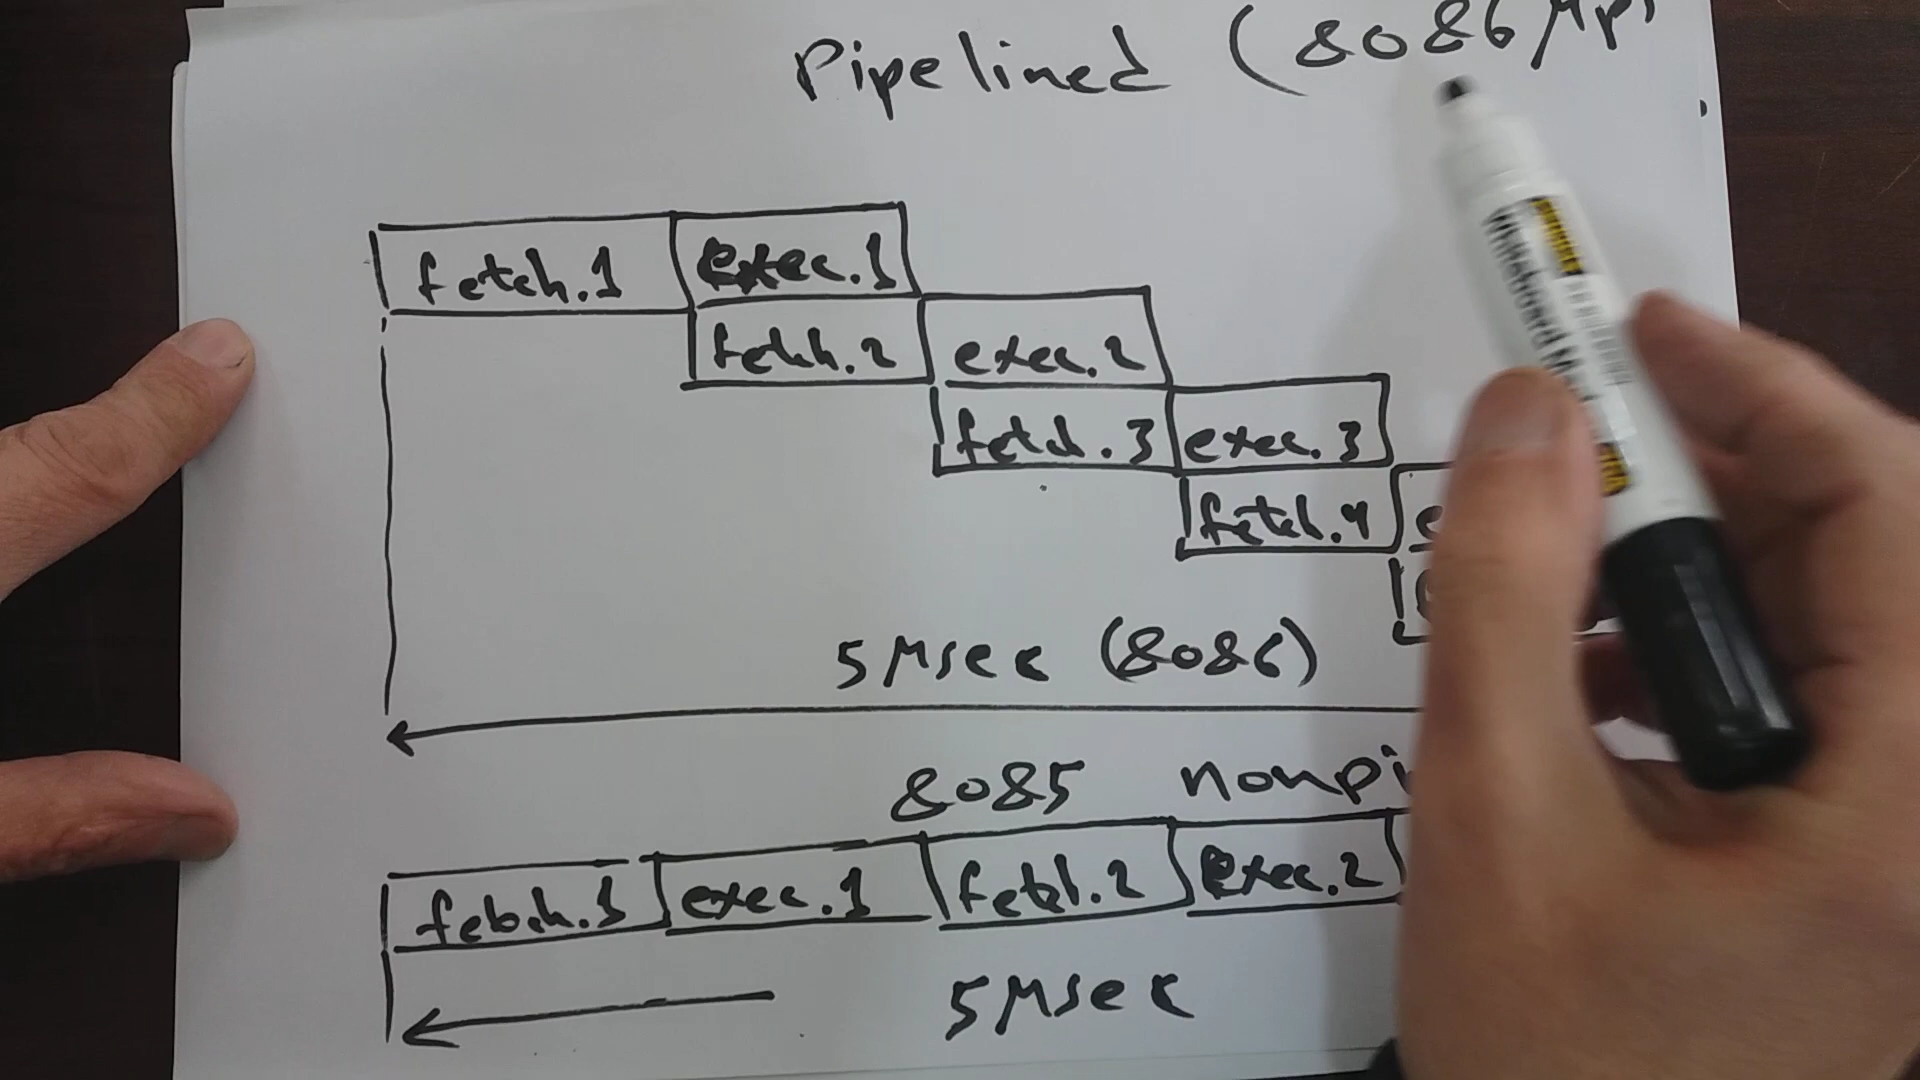 Pipelined (8086 Mp)
fetch.1 exec.1
fetch.2 exec.2
fetch.3 exec.3
fetch.4 e
5 Msec (8086)
8085 nonpi
fetch.1 exec.1 fetch.2 exec.2
5 Msec